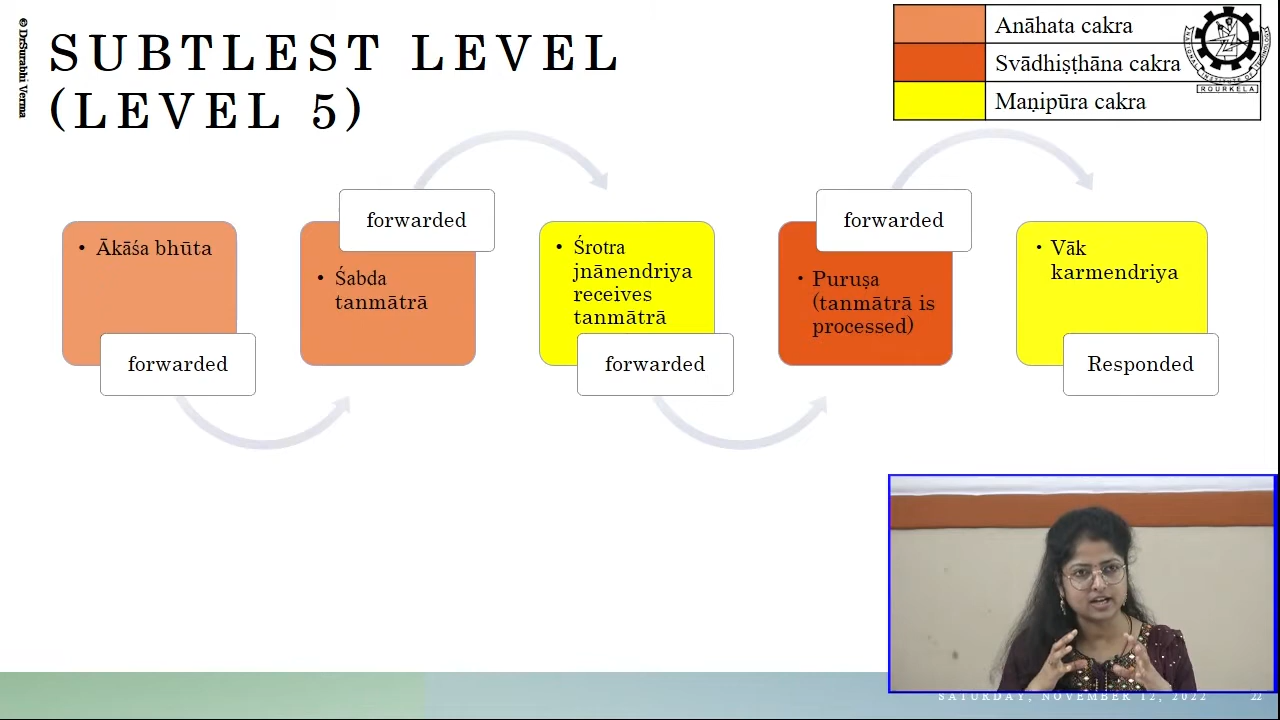 © DrSurabhi Verma
SUBTLEST LEVEL
(LEVEL 5)
Anāhata cakra
Svādhiṣṭhāna cakra
Maṇipūra cakra
ROURKELA
• Ākāśa bhūta
forwarded
• Śabda
tanmātrā
forwarded
• Śrotra
jnānendriya
receives
tanmātrā
forwarded
• Puruṣa
(tanmātrā is
processed)
forwarded
• Vāk
karmendriya
Responded
SATURDAY, NOVEMBER 12, 2022
22